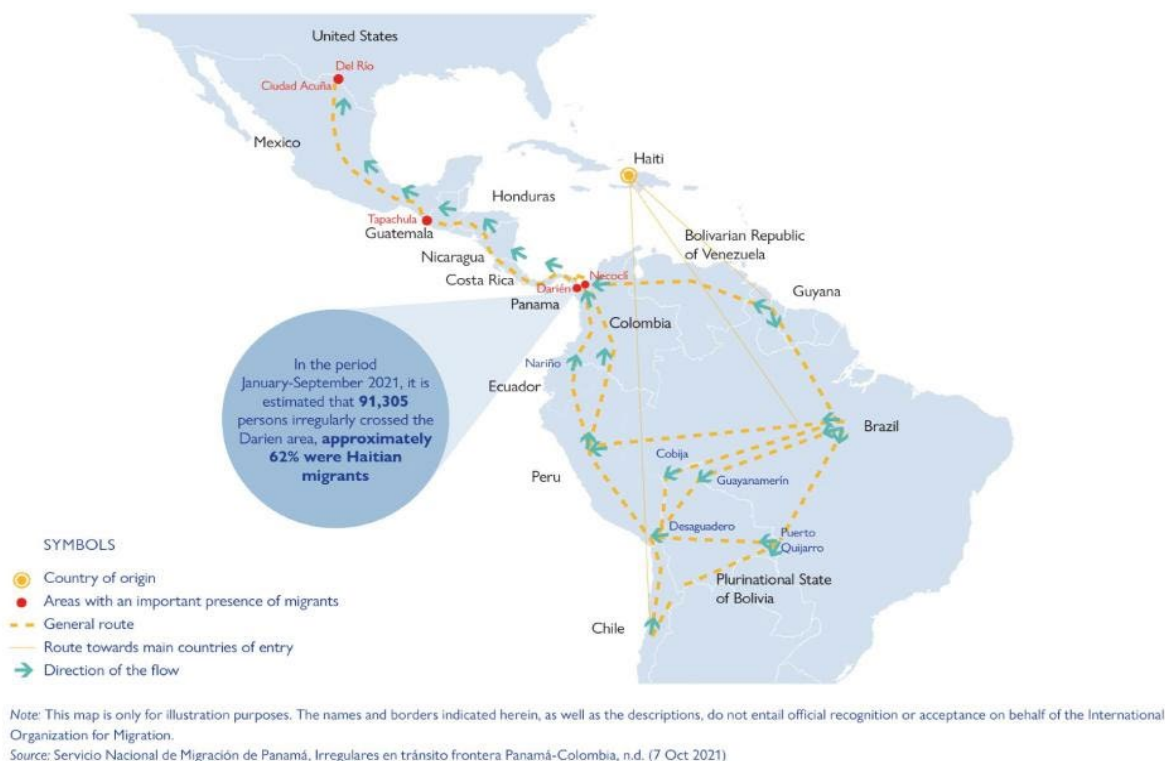 United States
Del Río
Ciudad Acuña
Mexico
Haiti
Honduras
Tapachula
Guatemala
Bolivarian Republic
of Venezuela
Nicaragua
Costa Rica
Necoclí
Darién
Guyana
Panama
Colombia
In the period
January-September 2021, it is
estimated that 91,305
persons irregularly crossed the
Darien area, approximately
62% were Haitian
migrants
Nariño
Ecuador
Brazil
Cobija
Guayanamerín
Peru
Desaguadero
Puerto
Quijarro
Plurinational State
of Bolivia
Chile
SYMBOLS
Country of origin
Areas with an important presence of migrants
General route
Route towards main countries of entry
Direction of the flow
Note: This map is only for illustration purposes. The names and borders indicated herein, as well as the descriptions, do not entail official recognition or acceptance on behalf of the International
Organization for Migration.
Source: Servicio Nacional de Migración de Panamá, Irregulares en tránsito frontera Panamá-Colombia, n.d. (7 Oct 2021)